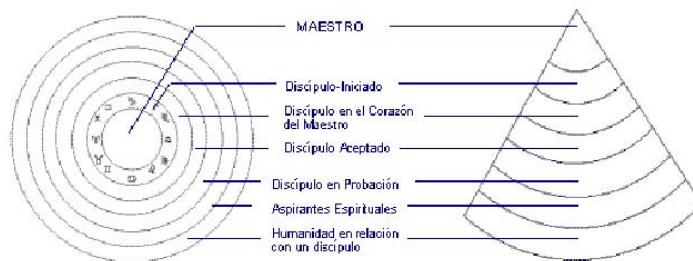 MAESTRO
Discípulo-Iniciado
Discípulo en el Corazón
del Maestro
Discípulo Aceptado
Discípulo en Probación
Aspirantes Espirituales
Humanidad en relación
con un discípulo